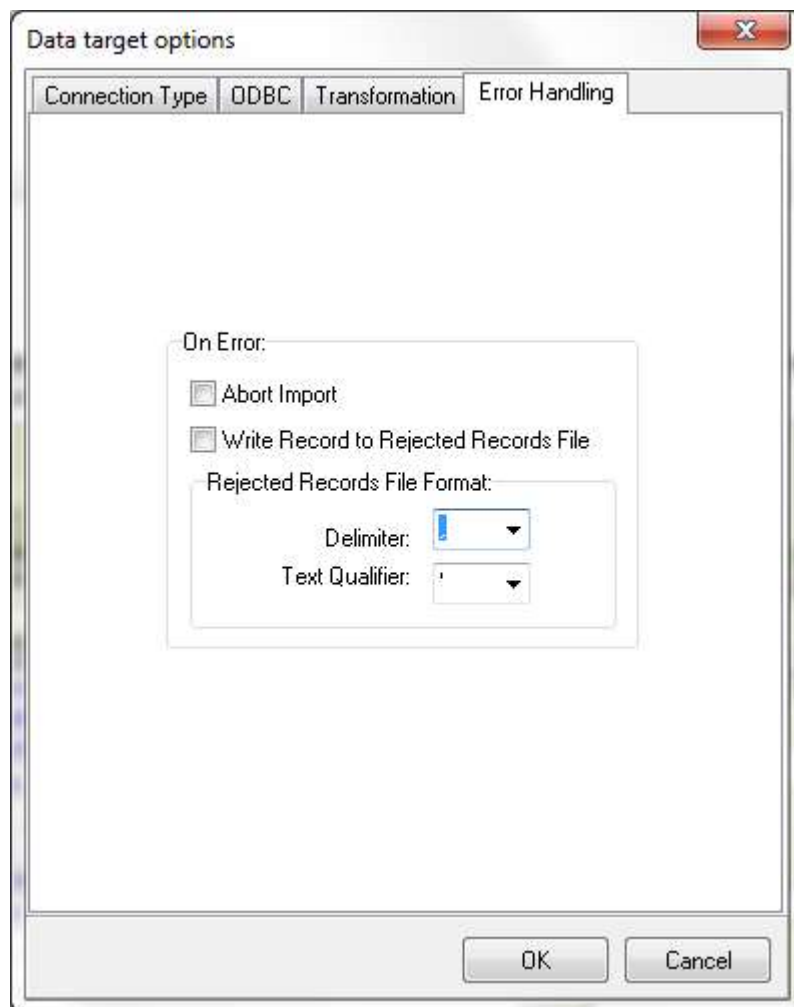 Data target options
Connection Type ODBC Transformation Error Handling
On Error:
Abort Import
Write Record to Rejected Records File
Rejected Records File Format:
Delimiter: ,
Text Qualifier: '
OK Cancel